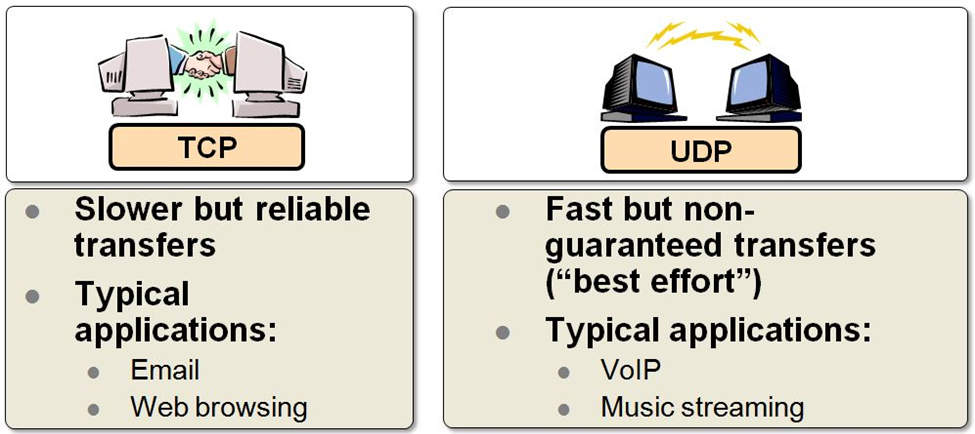 TCP
Slower but reliable
transfers
Typical
applications:
Email
Web browsing
UDP
Fast but non-
guaranteed transfers
(“best effort”)
Typical applications:
VoIP
Music streaming